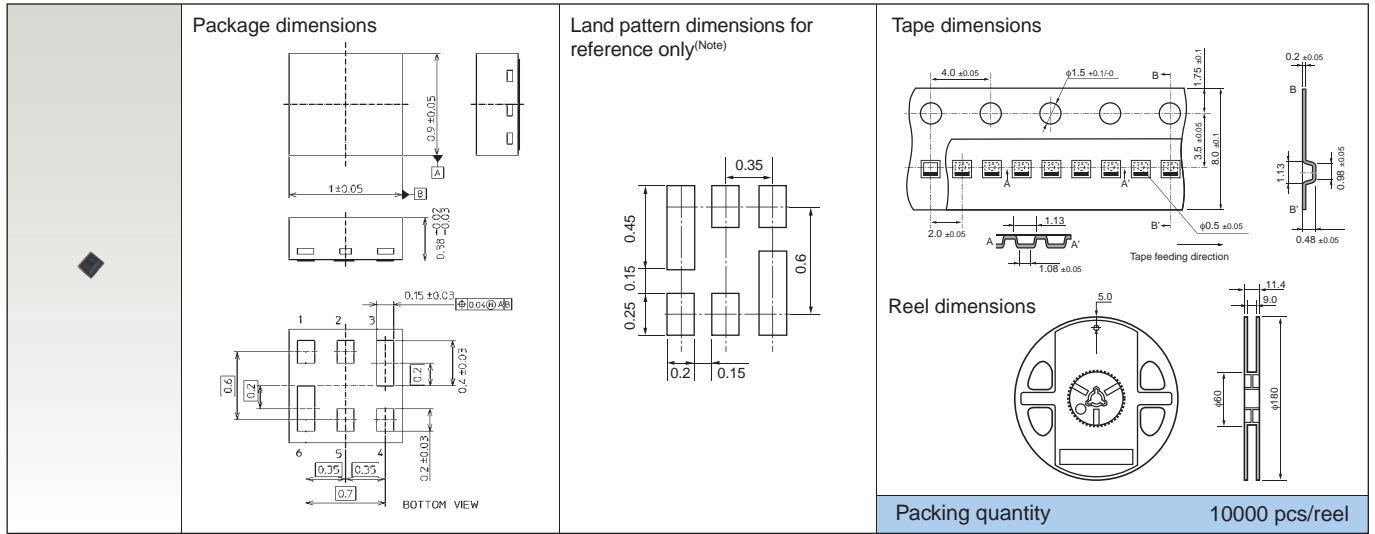 Package dimensions
0.9 ±0.05
A
1±0.05
B
0.38 −0.02 −0.03
0.15 ±0.03
0.04 Ⓜ A B
1 2 3
0.6
0.2
0.2
0.4 ±0.03
6 5 4
0.35 0.35
0.2 ±0.03
0.7
BOTTOM VIEW
Land pattern dimensions for
reference only(Note)
0.35
0.45
0.15
0.25
0.6
0.2 0.15
Tape dimensions
4.0 ±0.05
φ1.5 +0.1/-0
B
1.75 ±0.1
3.5 ±0.05
8.0 ±0.1
A A'
2.0 ±0.05
1.13
B'
φ0.5 ±0.05
A A'
1.08 ±0.05
Tape feeding direction
0.2 ±0.05
B
1.13
0.98 ±0.05
B'
0.48 ±0.05
Reel dimensions
5.0
11.4
9.0
φ60
φ180
Packing quantity 10000 pcs/reel